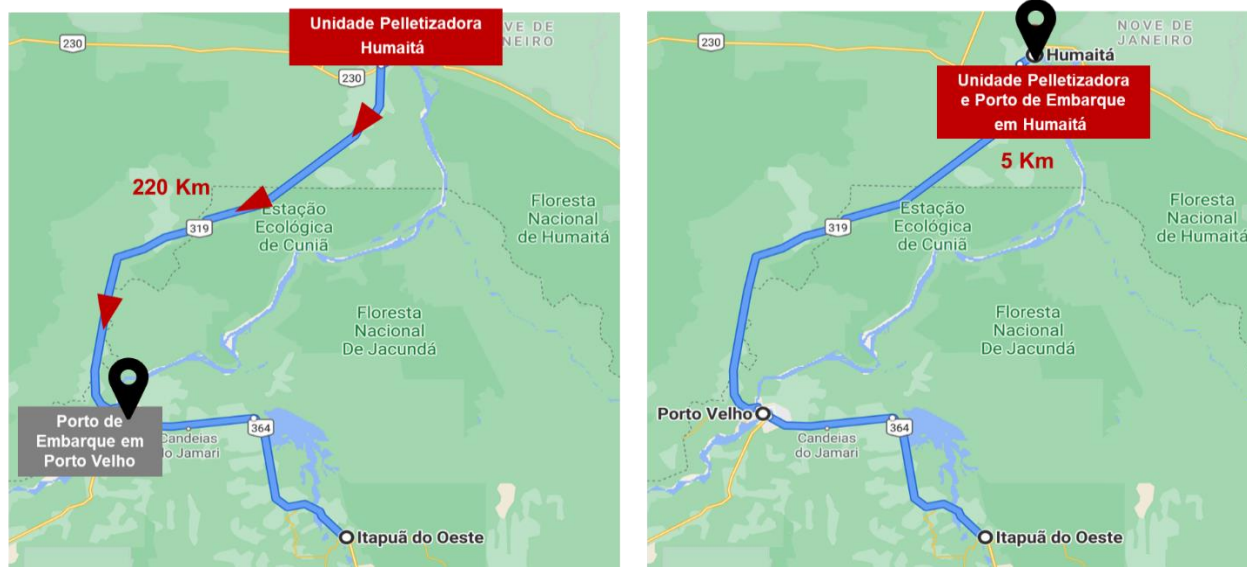 Unidade Pelletizadora
Humaitá
230
230
220 Km
319
Estação
Ecológica
de Cuniã
Floresta
Nacional
de Humaitá
Floresta
Nacional
De Jacundá
Porto de
Embarque em
Porto Velho
Candeias
do Jamari
364
Itapuã do Oeste
NOVE DE
JANEIRO
230
Humaitá
Unidade Pelletizadora
e Porto de Embarque
em Humaitá
5 Km
319
Estação
Ecológica
de Cuniã
Floresta
Nacional
de Humaitá
Floresta
Nacional
De Jacundá
Porto Velho
Candeias
do Jamari
364
Itapuã do Oeste